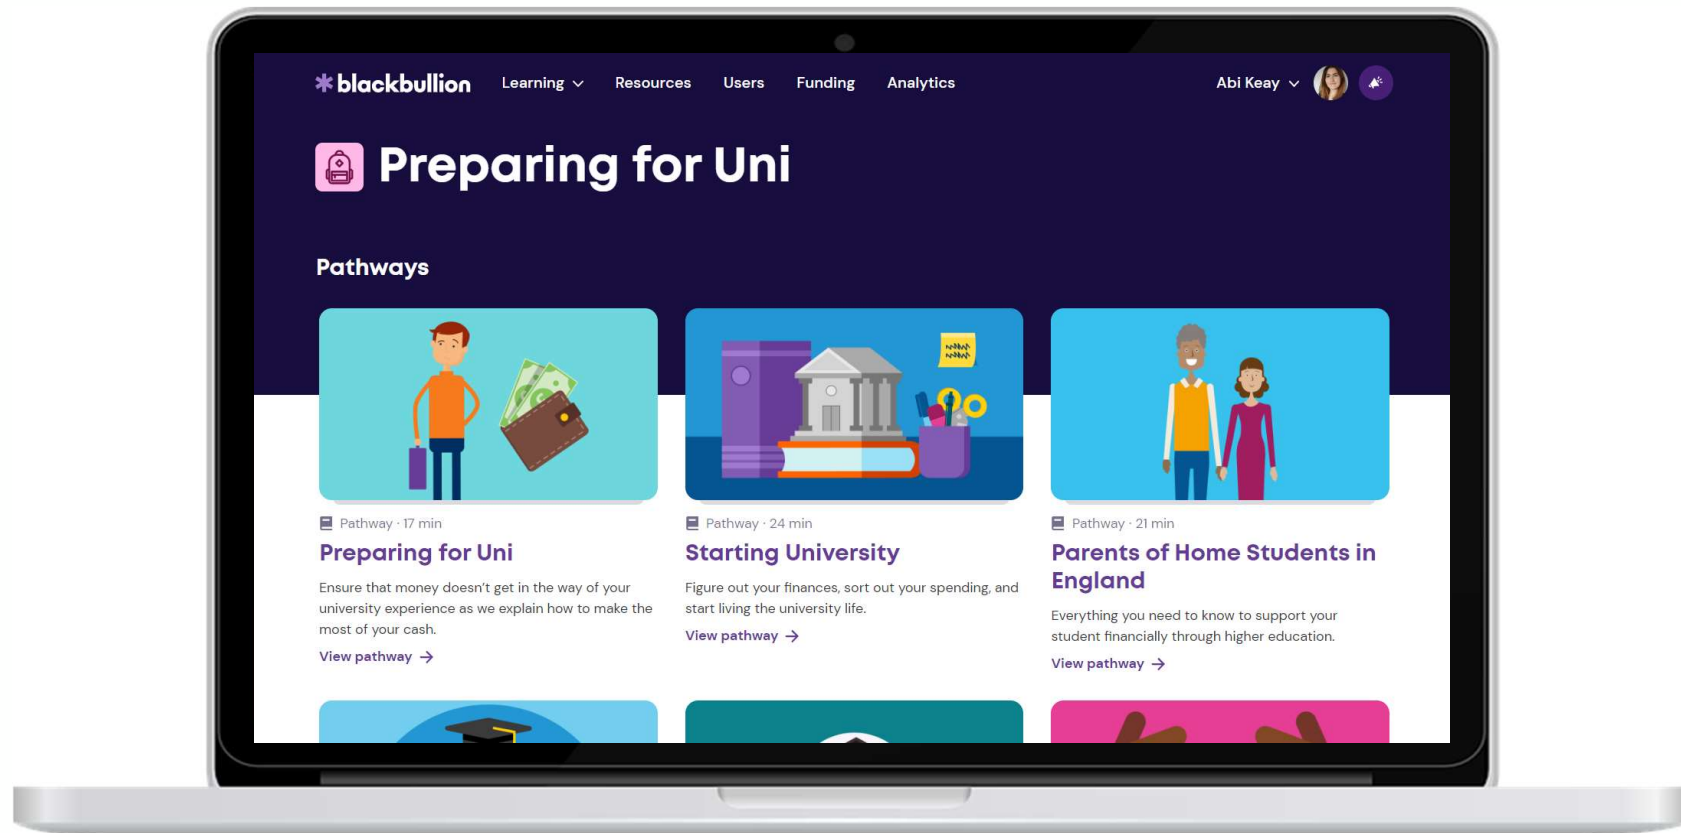 blackbullion Learning Resources Users Funding Analytics Abi Keay
Preparing for Uni
Pathways
Pathway · 17 min
Preparing for Uni
Ensure that money doesn't get in the way of your
university experience as we explain how to make the
most of your cash.
View pathway →
Pathway · 24 min
Starting University
Figure out your finances, sort out your spending, and
start living the university life.
View pathway →
Pathway · 21 min
Parents of Home Students in
England
Everything you need to know to support your
student financially through higher education.
View pathway →